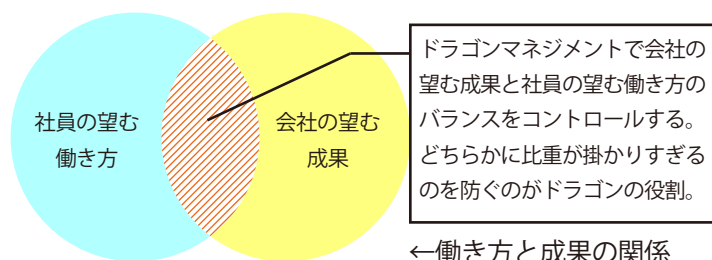 社員の望む
働き方
会社の望む
成果
ドラゴンマネジメントで会社の
望む成果と社員の望む働き方の
バランスをコントロールする。
どちらかに比重が掛かりすぎる
のを防ぐのがドラゴンの役割。
←働き方と成果の関係